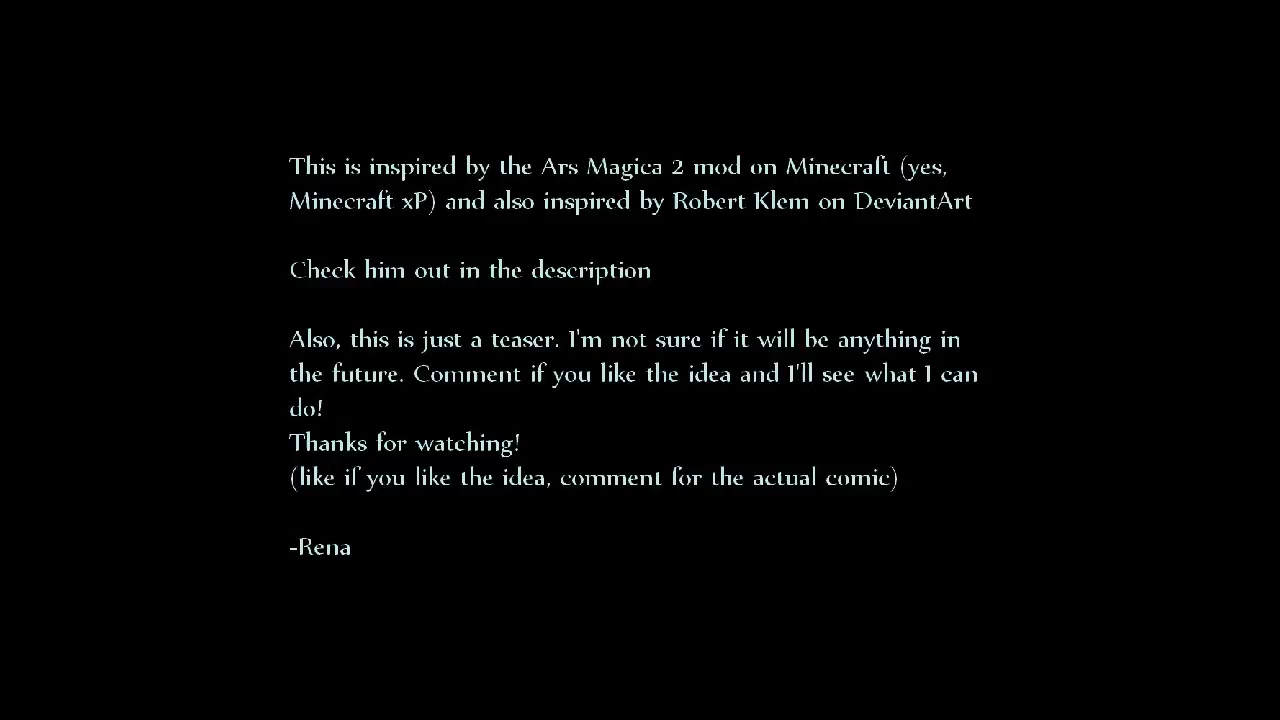 This is inspired by the Ars Magica 2 mod on Minecraft (yes,
Minecraft xP) and also inspired by Robert Klem on DeviantArt
Check him out in the description
Also, this is just a teaser. I'm not sure if it will be anything in
the future. Comment if you like the idea and I'll see what I can
do!
Thanks for watching!
(like if you like the idea, comment for the actual comic)
-Rena